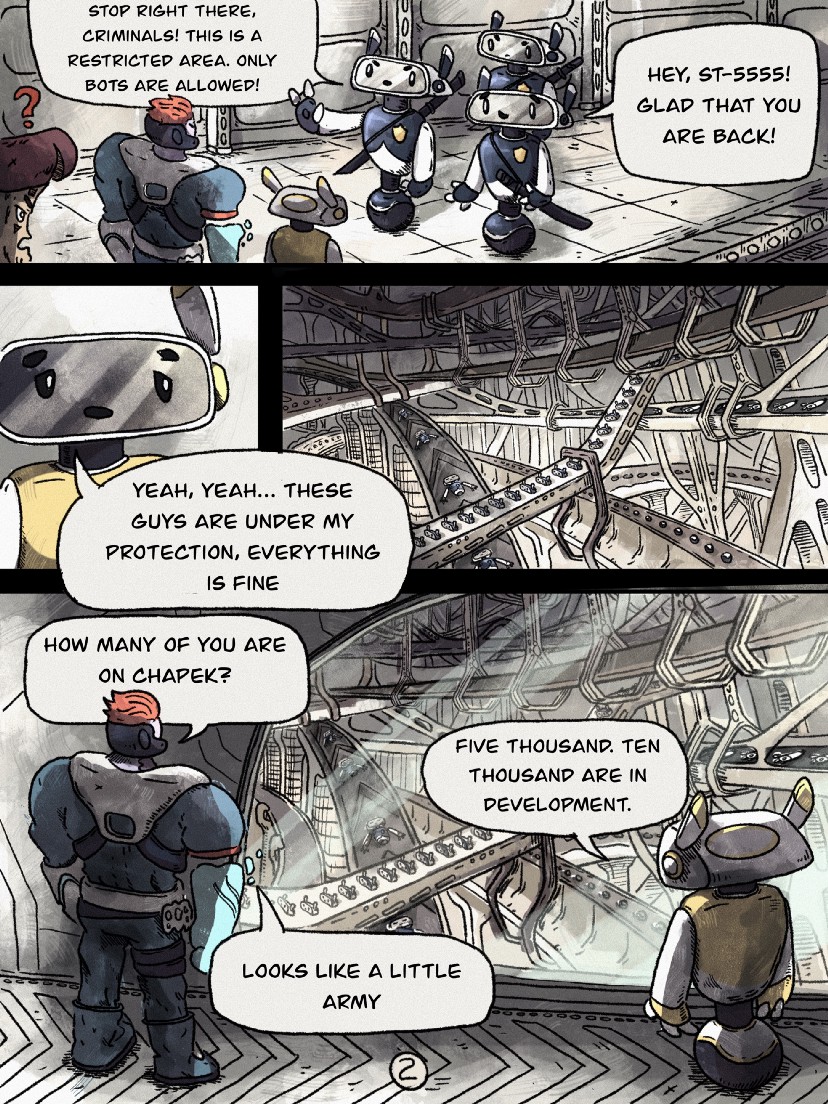 STOP RIGHT THERE,
CRIMINALS! THIS IS A
RESTRICTED AREA. ONLY
BOTS ARE ALLOWED!
?
HEY, ST-5555!
GLAD THAT YOU
ARE BACK!
YEAH, YEAH... THESE
GUYS ARE UNDER MY
PROTECTION, EVERYTHING
IS FINE
HOW MANY OF YOU ARE
ON CHAPEK?
FIVE THOUSAND. TEN
THOUSAND ARE IN
DEVELOPMENT.
LOOKS LIKE A LITTLE
ARMY
2